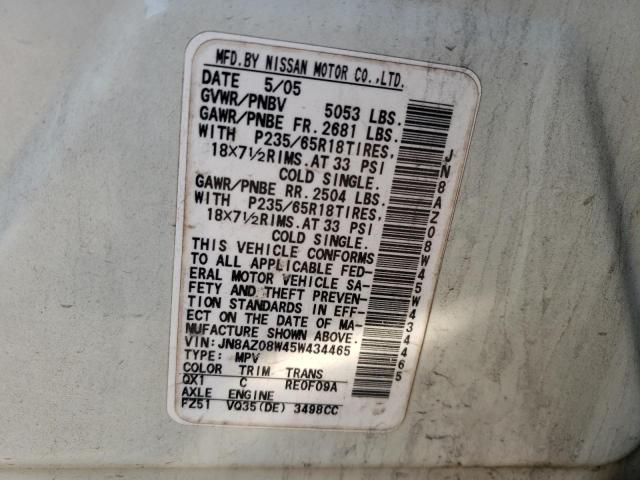 MFD. BY NISSAN MOTOR CO., LTD.
DATE 5/05
GVWR/PNBV 5053 LBS.
GAWR/PNBE FR. 2681 LBS.
WITH P235/65R18TIRES,
18X7½RIMS. AT 33 PSI
COLD SINGLE.
GAWR/PNBE RR. 2504 LBS.
WITH P235/65R18TIRES,
18X7½RIMS. AT 33 PSI
COLD SINGLE.
THIS VEHICLE CONFORMS
TO ALL APPLICABLE FED-
ERAL MOTOR VEHICLE SA-
FETY AND THEFT PREVEN-
TION STANDARDS IN EFF-
ECT ON THE DATE OF MA-
NUFACTURE SHOWN ABOVE.
VIN: JN8AZ08W45W434465
TYPE: MPV
COLOR TRIM TRANS
QX1 C RE0F09A
AXLE ENGINE
FZ51 VQ35(DE) 3498CC
JN8AZ08W45W434465